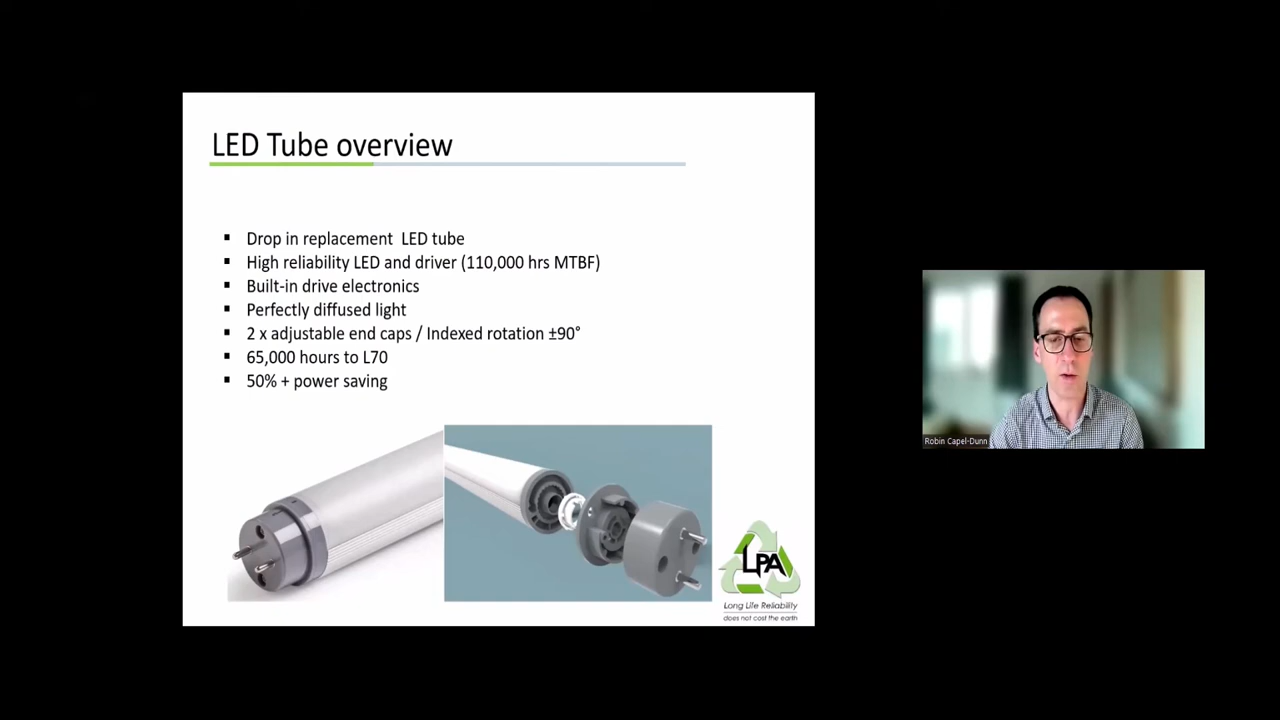 LED Tube overview
Drop in replacement LED tube
High reliability LED and driver (110,000 hrs MTBF)
Built-in drive electronics
Perfectly diffused light
2 x adjustable end caps / Indexed rotation ±90°
65,000 hours to L70
50% + power saving
LPA
Long Life Reliability
does not cost the earth
Robin Capel-Dunn